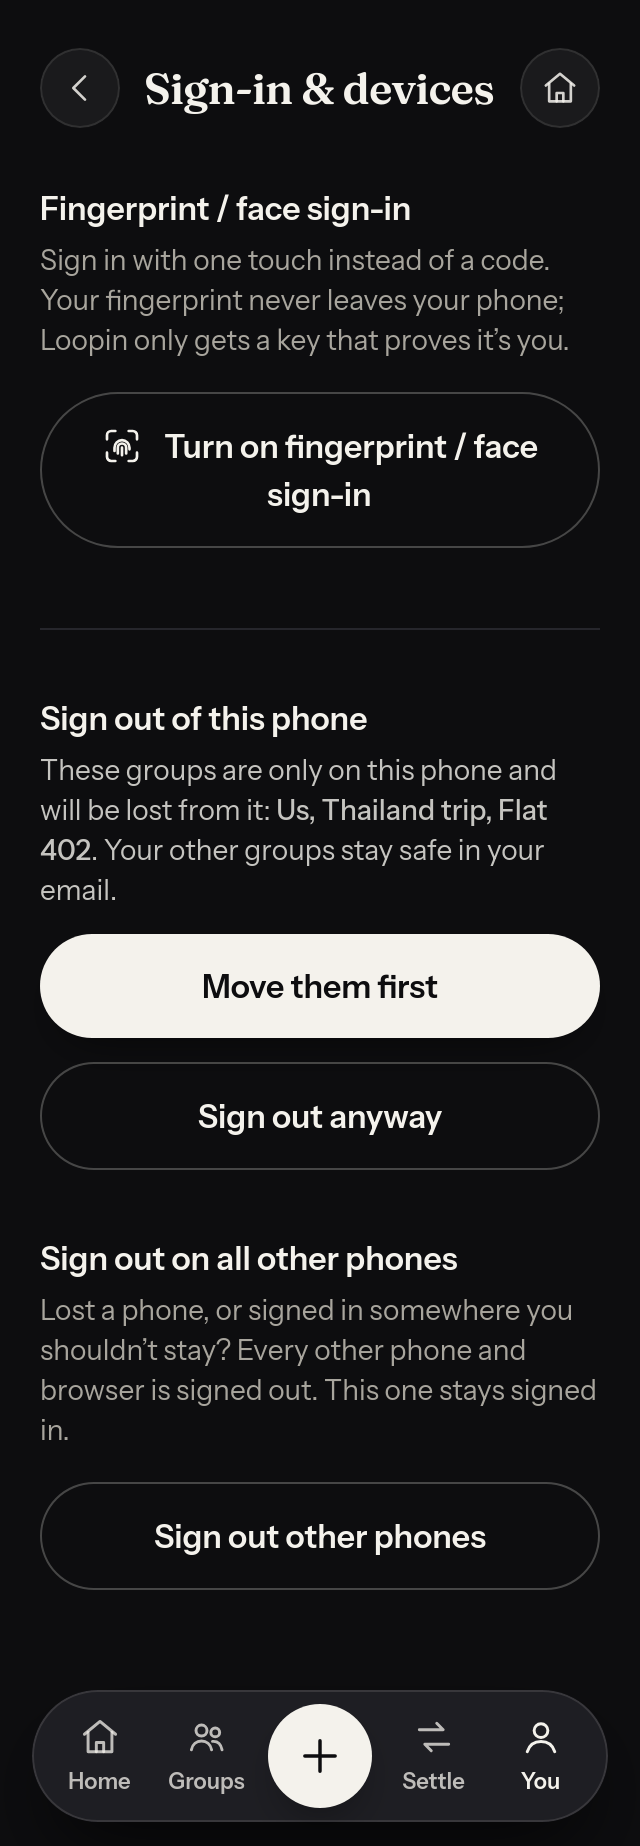 Sign-in & devices
Fingerprint / face sign-in
Sign in with one touch instead of a code.
Your fingerprint never leaves your phone;
Loopin only gets a key that proves it’s you.
Turn on fingerprint / face
sign-in
Sign out of this phone
These groups are only on this phone and
will be lost from it: Us, Thailand trip, Flat
402. Your other groups stay safe in your
email.
Move them first
Sign out anyway
Sign out on all other phones
Lost a phone, or signed in somewhere you
shouldn’t stay? Every other phone and
browser is signed out. This one stays signed
in.
Sign out other phones
Home Groups Settle You